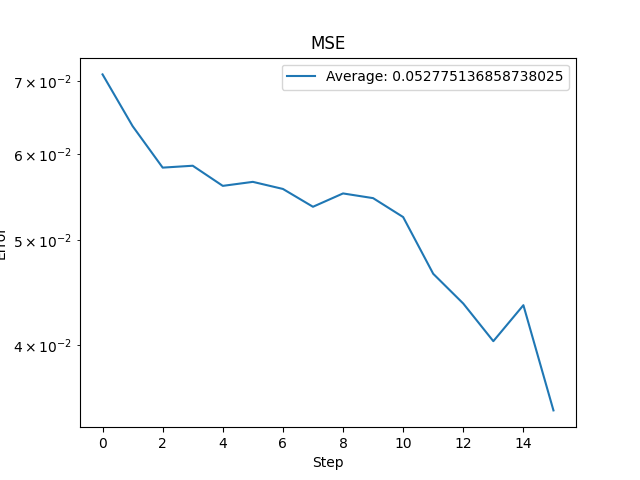 MSE
Average: 0.052775136858738025
7 × 10⁻²
6 × 10⁻²
5 × 10⁻²
4 × 10⁻²
Error
0 2 4 6 8 10 12 14
Step